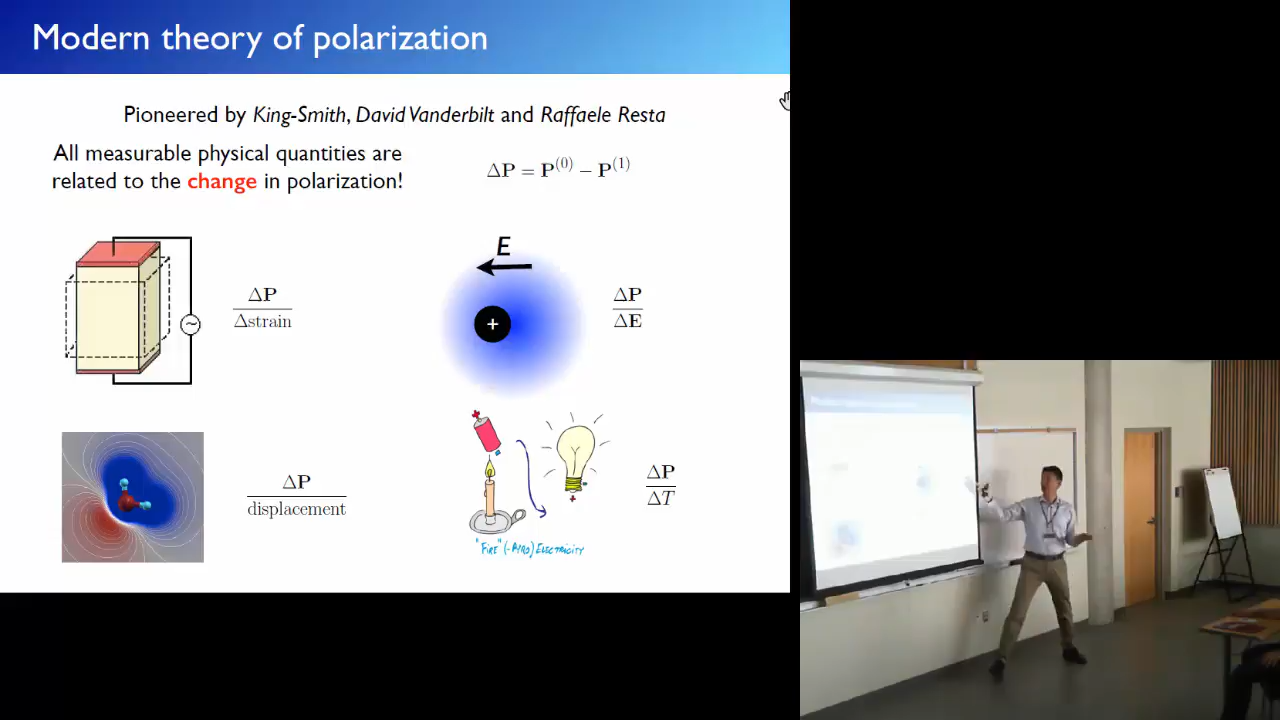 Modern theory of polarization
Pioneered by King-Smith, David Vanderbilt and Raffaele Resta
All measurable physical quantities are
related to the change in polarization!
ΔP = P⁽⁰⁾ − P⁽¹⁾
ΔP
Δstrain
~
E
+
ΔP
ΔE
ΔP
displacement
+
-
-
+
ΔP
ΔT
"FIRE" (-PYRO) ELECTRICITY